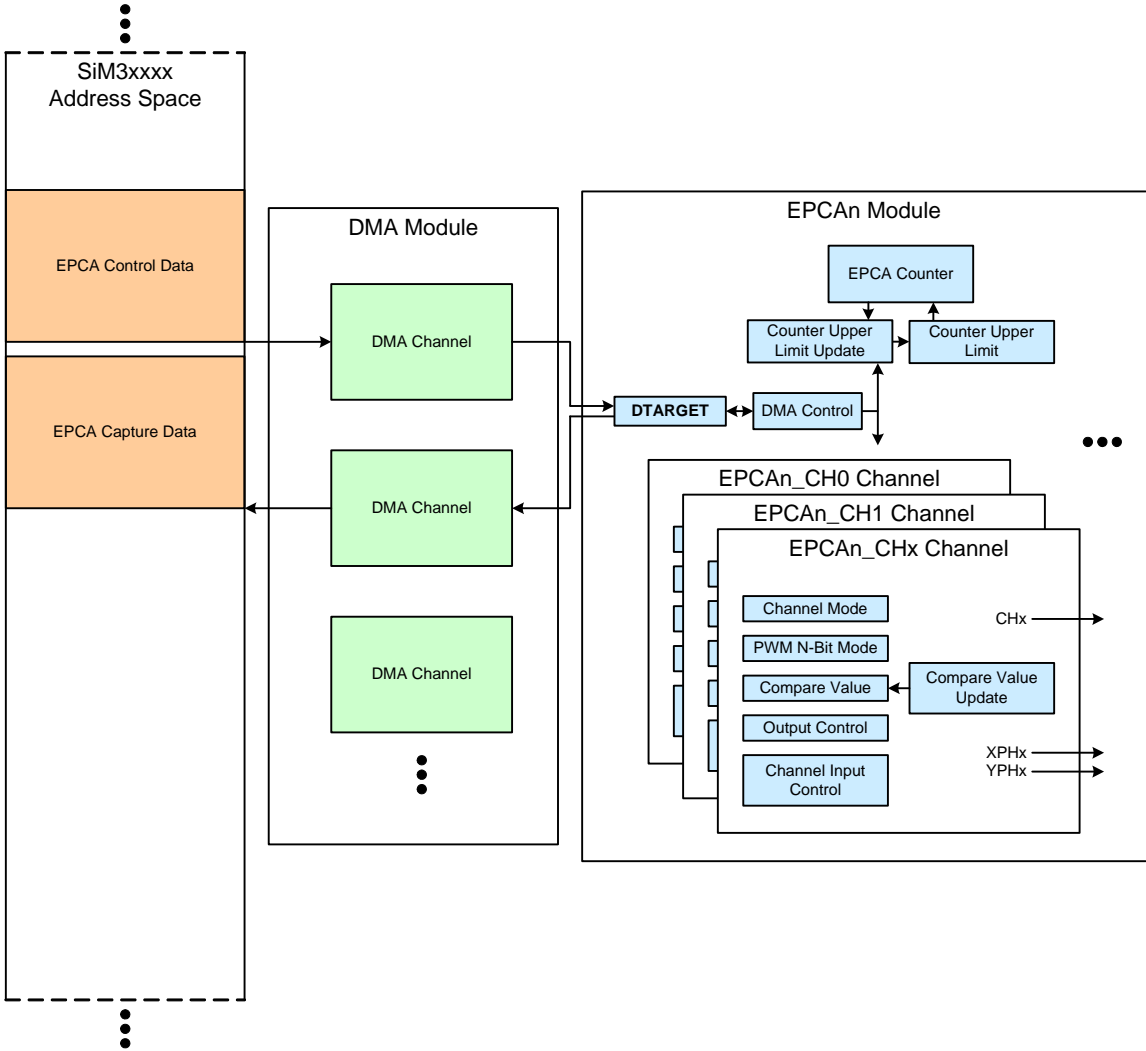 SiM3xxxx
Address Space
EPCA Control Data
EPCA Capture Data
DMA Module
DMA Channel
DMA Channel
DMA Channel
EPCAn Module
EPCA Counter
Counter Upper
Limit Update
Counter Upper
Limit
DTARGET
DMA Control
EPCAn_CH0 Channel
EPCAn_CH1 Channel
EPCAn_CHx Channel
Channel Mode
CHx
PWM N-Bit Mode
Compare Value
Compare Value
Update
Output Control
XPHx
YPHx
Channel Input
Control